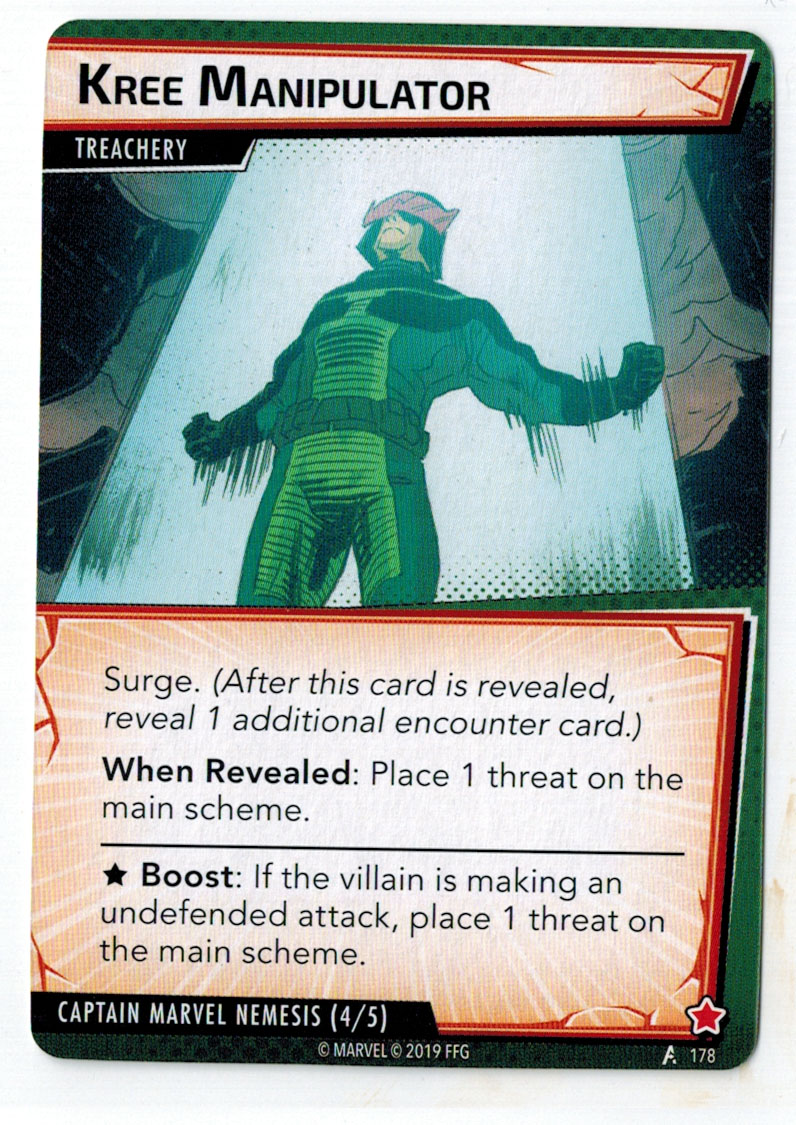 KREE MANIPULATOR
TREACHERY
Surge. (After this card is revealed,
reveal 1 additional encounter card.)
When Revealed: Place 1 threat on the
main scheme.
★ Boost: If the villain is making an
undefended attack, place 1 threat on
the main scheme.
CAPTAIN MARVEL NEMESIS (4/5)
© MARVEL © 2019 FFG
178